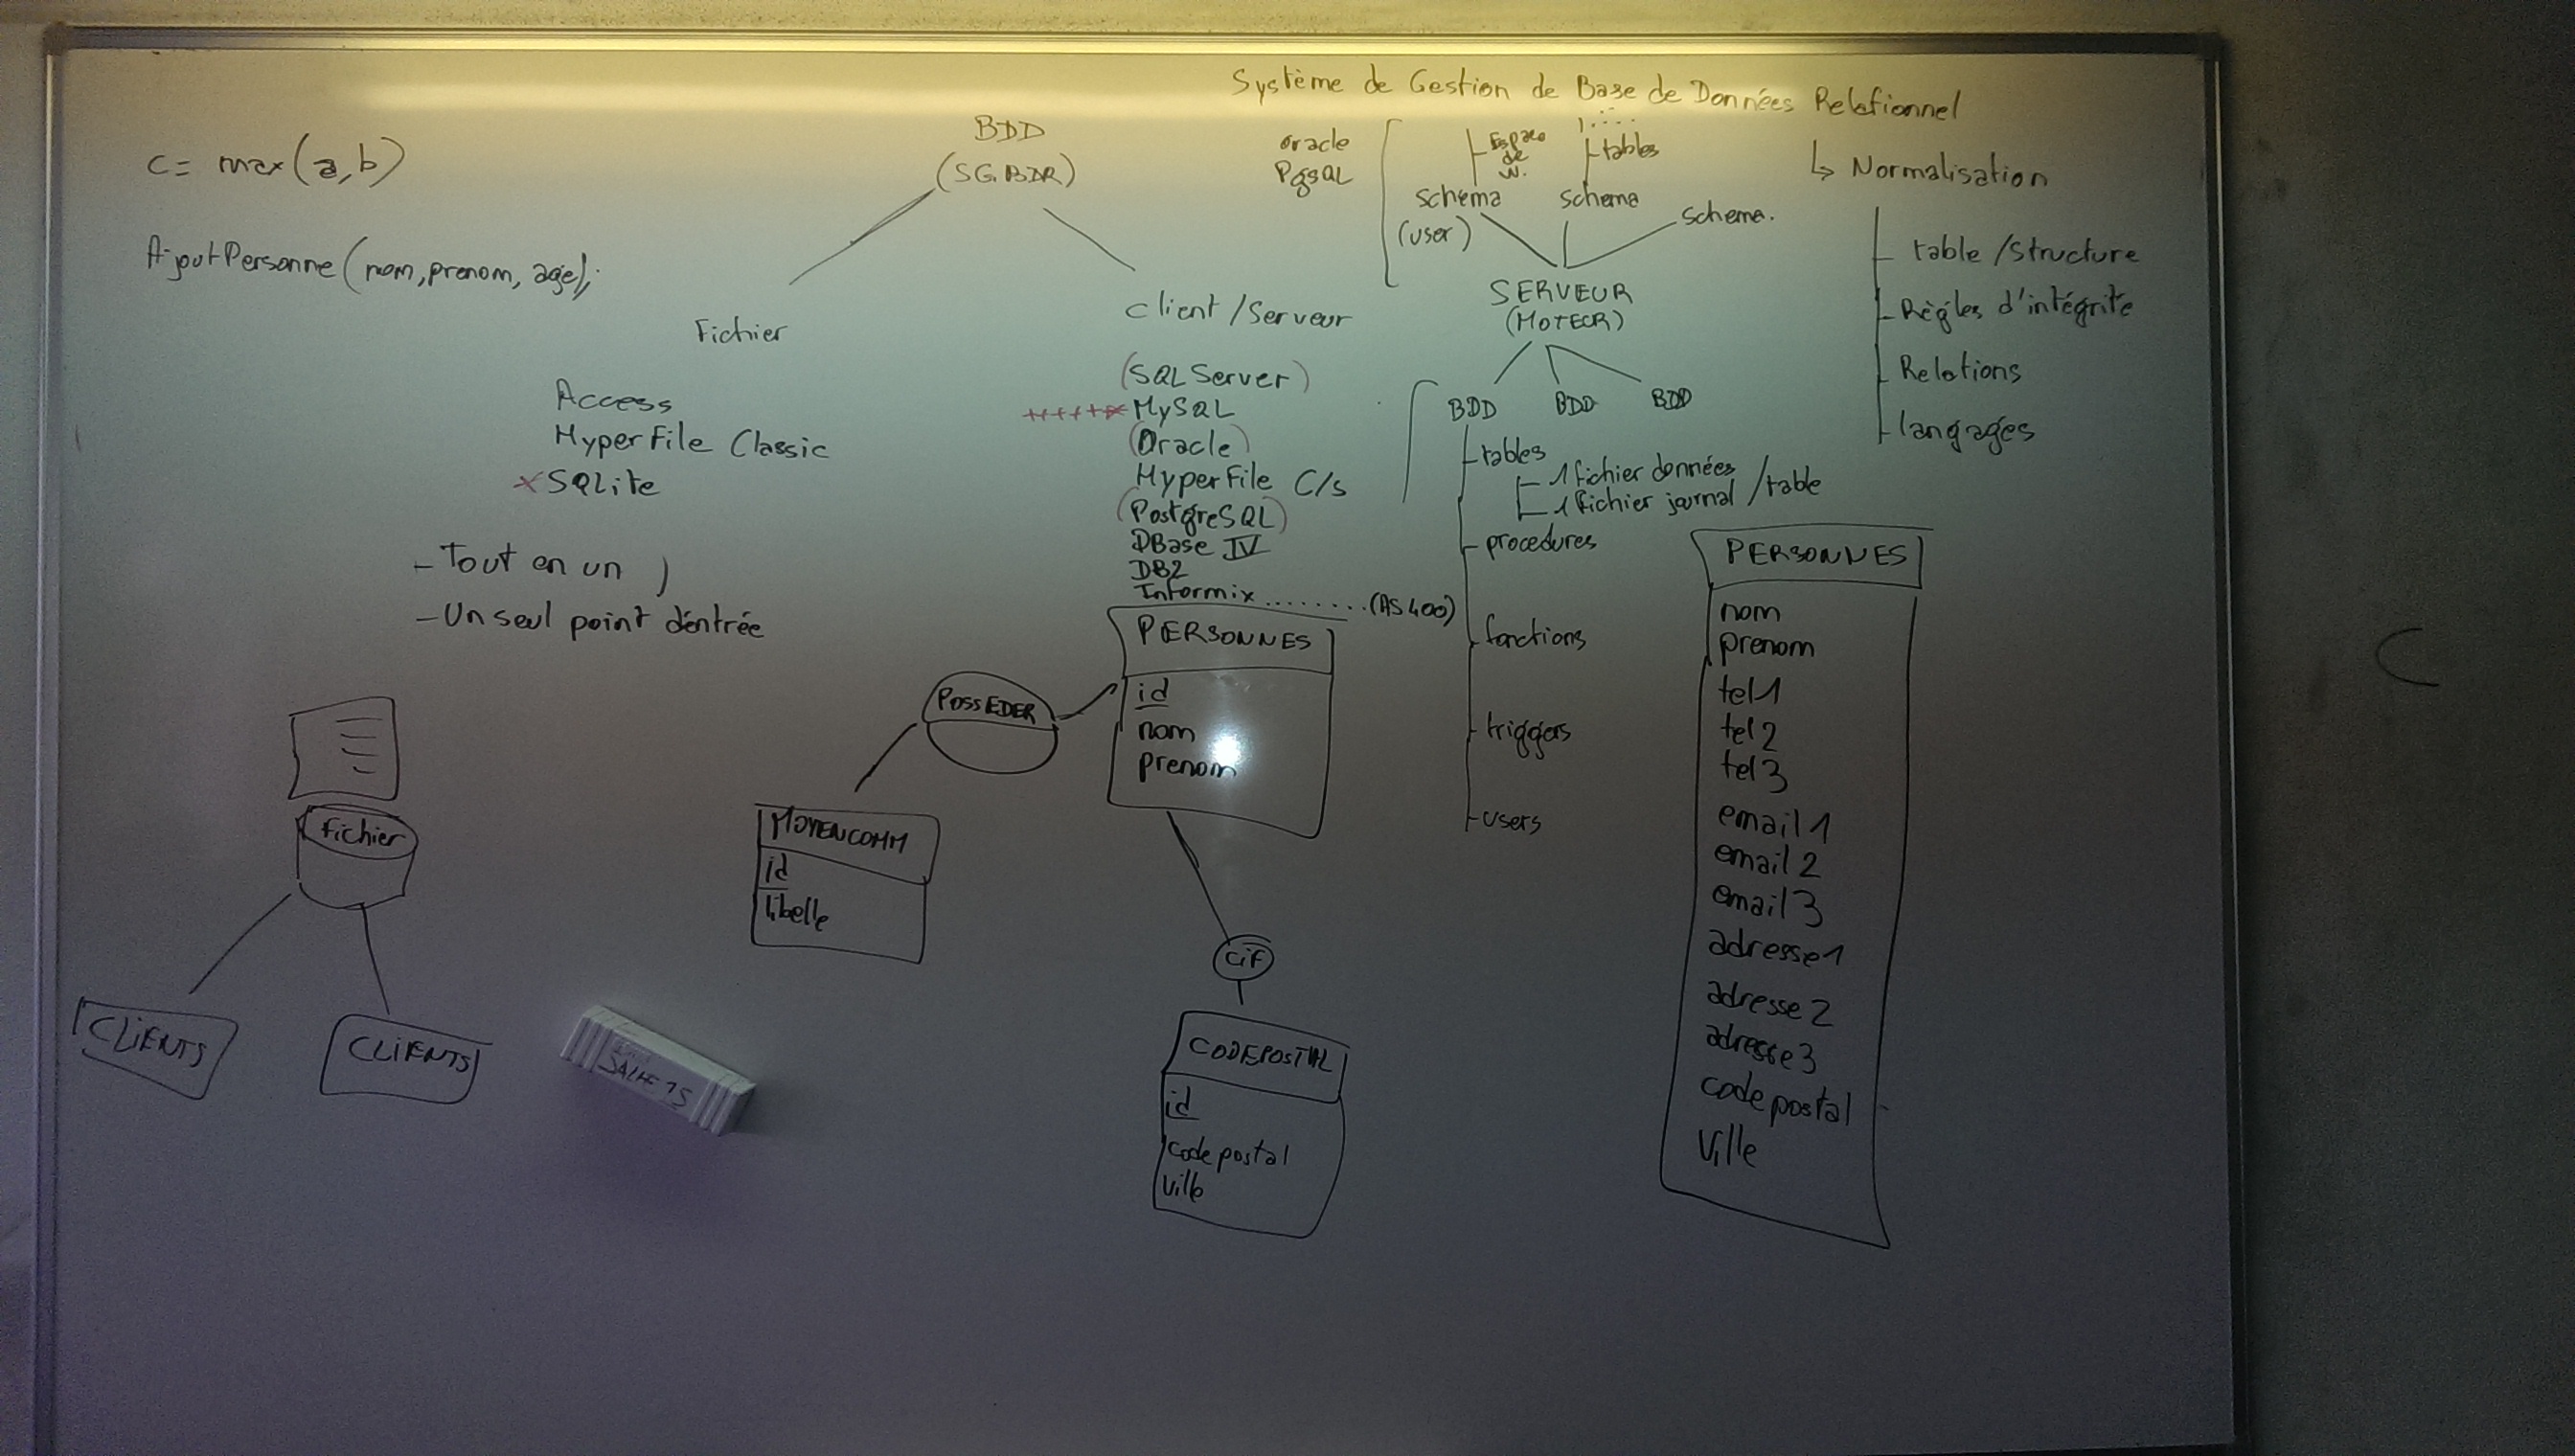 Système de Gestion de Base de Données Relationnel
↳ Normalisation
table / Structure
Règles d'intégrité
Relations
langages
c = max(a,b)
AjoutPersonne (nom, prenom, age);
BDD
(SGBDR)
Fichier
Access
HyperFile Classic
x SQLite
- Tout en un
- Un seul point d'entrée
Client / Serveur
(SQL Server)
++++++ MySQL
(Oracle)
HyperFile C/s
(PostgreSQL)
DBase IV
DB2
Informix ........ (AS400)
oracle
PgsQL
Espace de W.
tables
schema
(user)
schema
schema.
SERVEUR
(MOTEUR)
BDD BDD BDD
tables
1 fichier données
1 fichier journal / table
procedures
fonctions
triggers
users
Fichier
CLIENTS
CLIENTS
SALLE 15
POSSEDER
MOYENCOMM
id
libelle
PERSONNES
id
nom
prenom
CIF
CODEPOSTAL
id
code postal
Ville
PERSONNES
nom
prenom
tel1
tel2
tel3
email1
email2
email3
adresse1
adresse2
adresse3
code postal
Ville